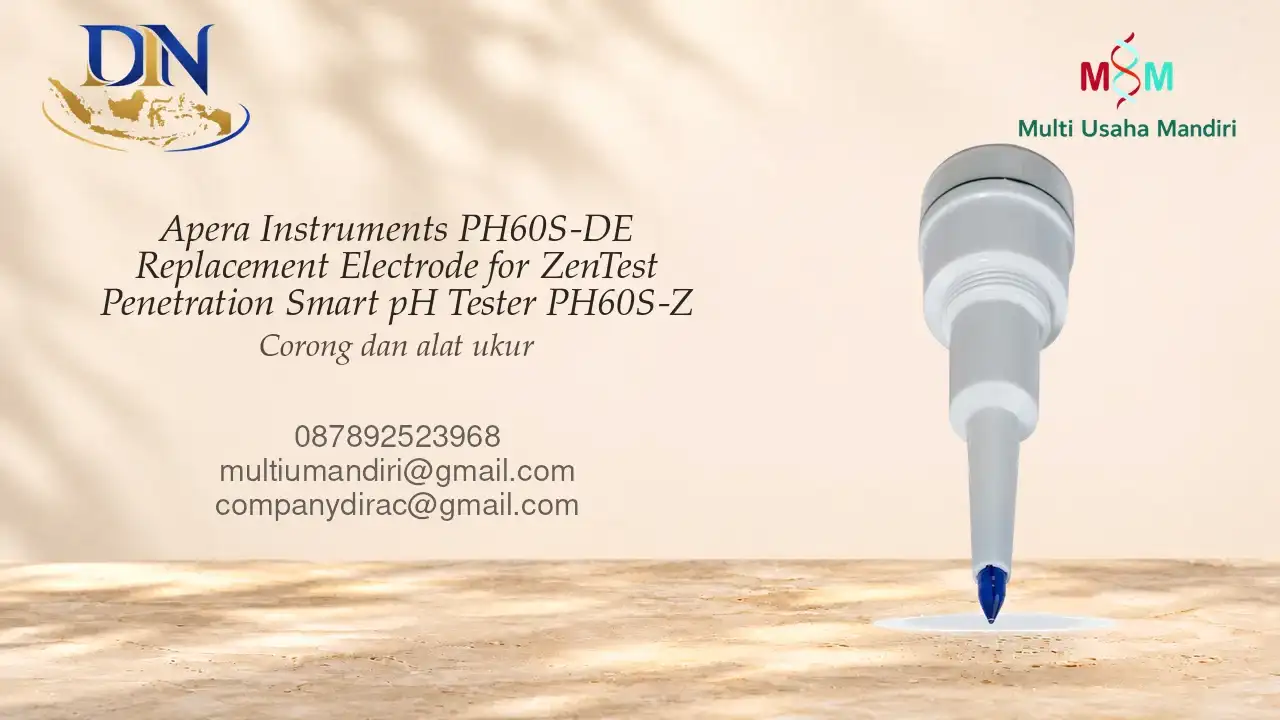 DIN
M M
Multi Usaha Mandiri
Apera Instruments PH60S-DE
Replacement Electrode for ZenTest
Penetration Smart pH Tester PH60S-Z
Corong dan alat ukur
087892523968
multiumandiri@gmail.com
companydirac@gmail.com